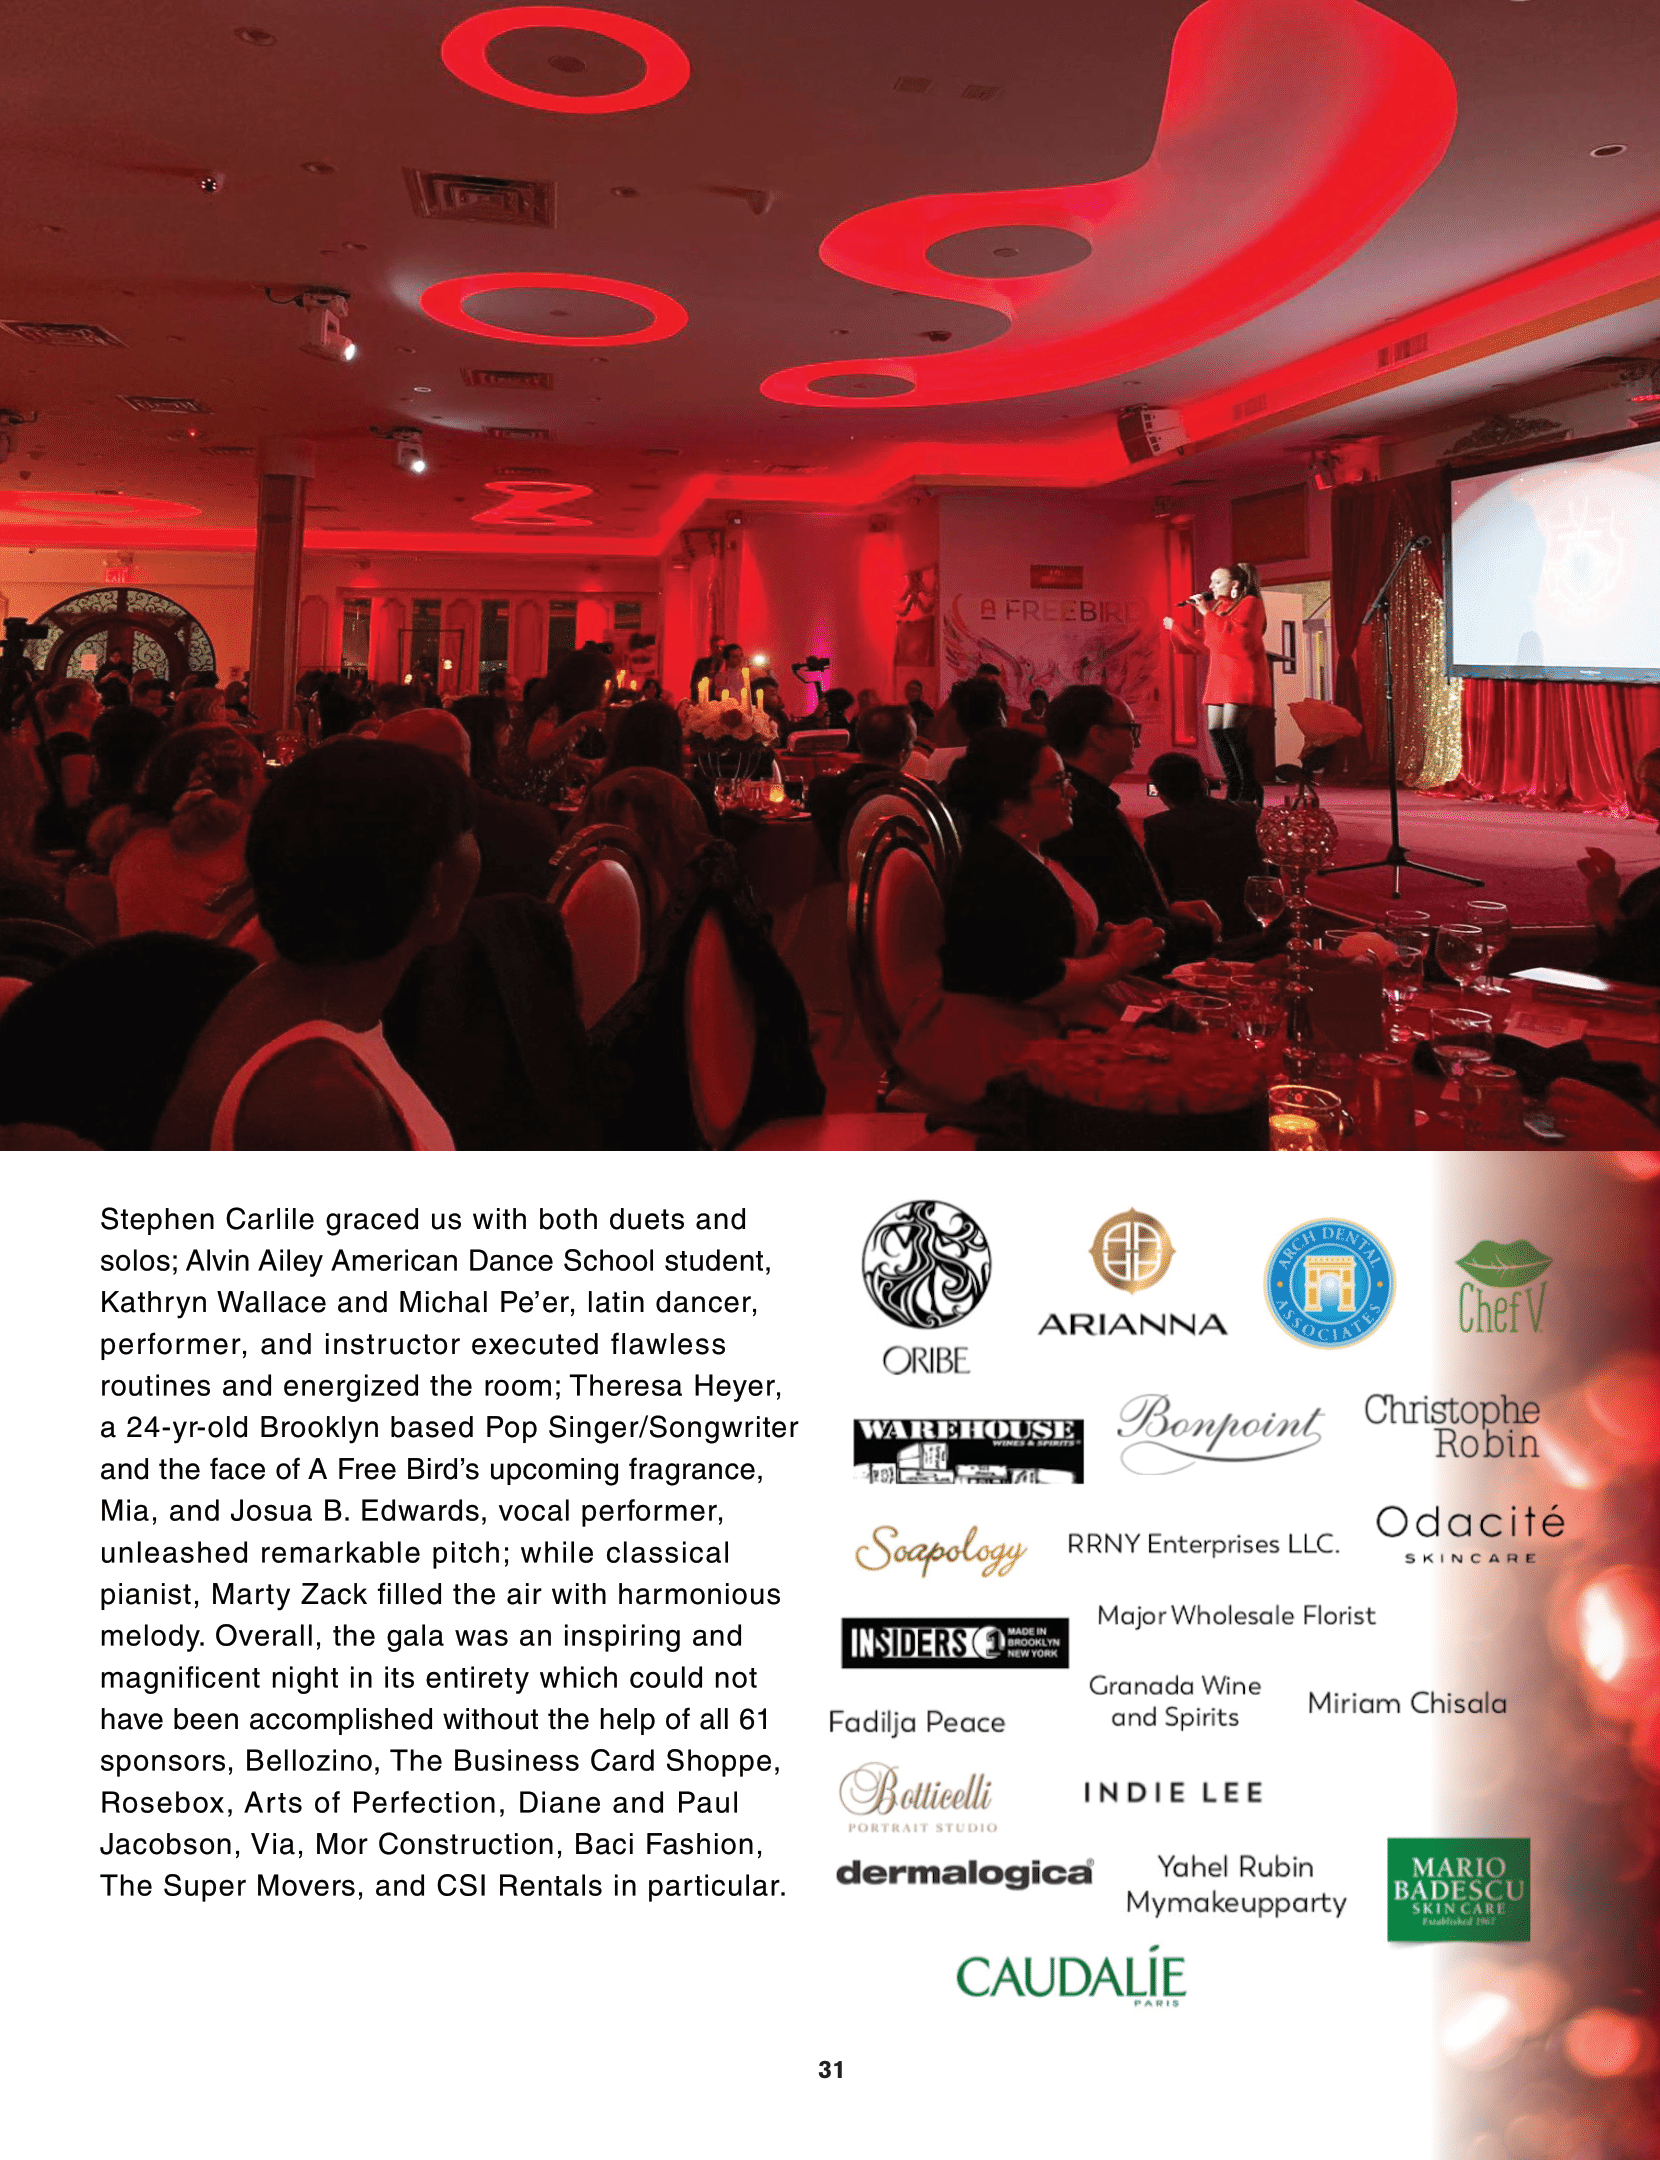 EXIT
A FREEBIRD
Stephen Carlile graced us with both duets and
solos; Alvin Ailey American Dance School student,
Kathryn Wallace and Michal Pe’er, latin dancer,
performer, and instructor executed flawless
routines and energized the room; Theresa Heyer,
a 24-yr-old Brooklyn based Pop Singer/Songwriter
and the face of A Free Bird’s upcoming fragrance,
Mia, and Josua B. Edwards, vocal performer,
unleashed remarkable pitch; while classical
pianist, Marty Zack filled the air with harmonious
melody. Overall, the gala was an inspiring and
magnificent night in its entirety which could not
have been accomplished without the help of all 61
sponsors, Bellozino, The Business Card Shoppe,
Rosebox, Arts of Perfection, Diane and Paul
Jacobson, Via, Mor Construction, Baci Fashion,
The Super Movers, and CSI Rentals in particular.
ORIBE
ARIANNA
ARCH DENTAL
ASSOCIATES
Chef V
WAREHOUSE
WINES & SPIRITS
Bonpoint
Christophe
Robin
Soapology
RRNY Enterprises LLC.
Odacité
SKINCARE
INSIDERS 1 MADE IN
BROOKLYN
NEW YORK
Major Wholesale Florist
Fadilja Peace
Granada Wine
and Spirits
Miriam Chisala
Botticelli
PORTRAIT STUDIO
INDIE LEE
dermalogica®
Yahel Rubin
Mymakeupparty
MARIO
BADESCU
SKIN CARE
Established 1967
CAUDALÍE
PARIS
31